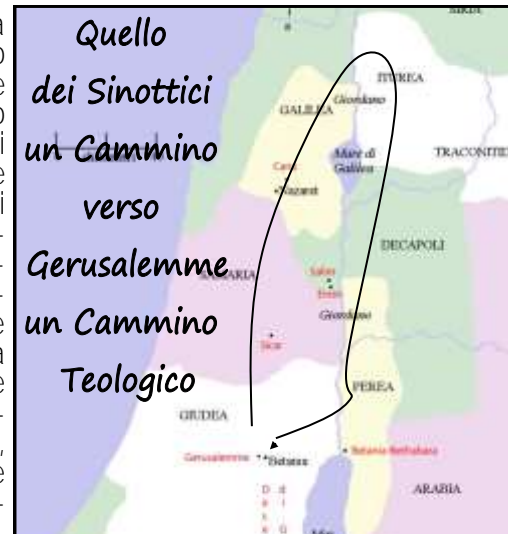 Quello
dei Sinottici
un Cammino
verso
Gerusalemme
un Cammino
Teologico
ITUREA
GALILEA
Giordano
TRACONITIDE
Mare di
Galilea
Cana
Nazaret
DECAPOLI
SAMARIA
Salim
Enon
Giordano
Sicar
PEREA
GIUDEA
Gerusalemme
Betania
Betania-Bethabara
ARABIA